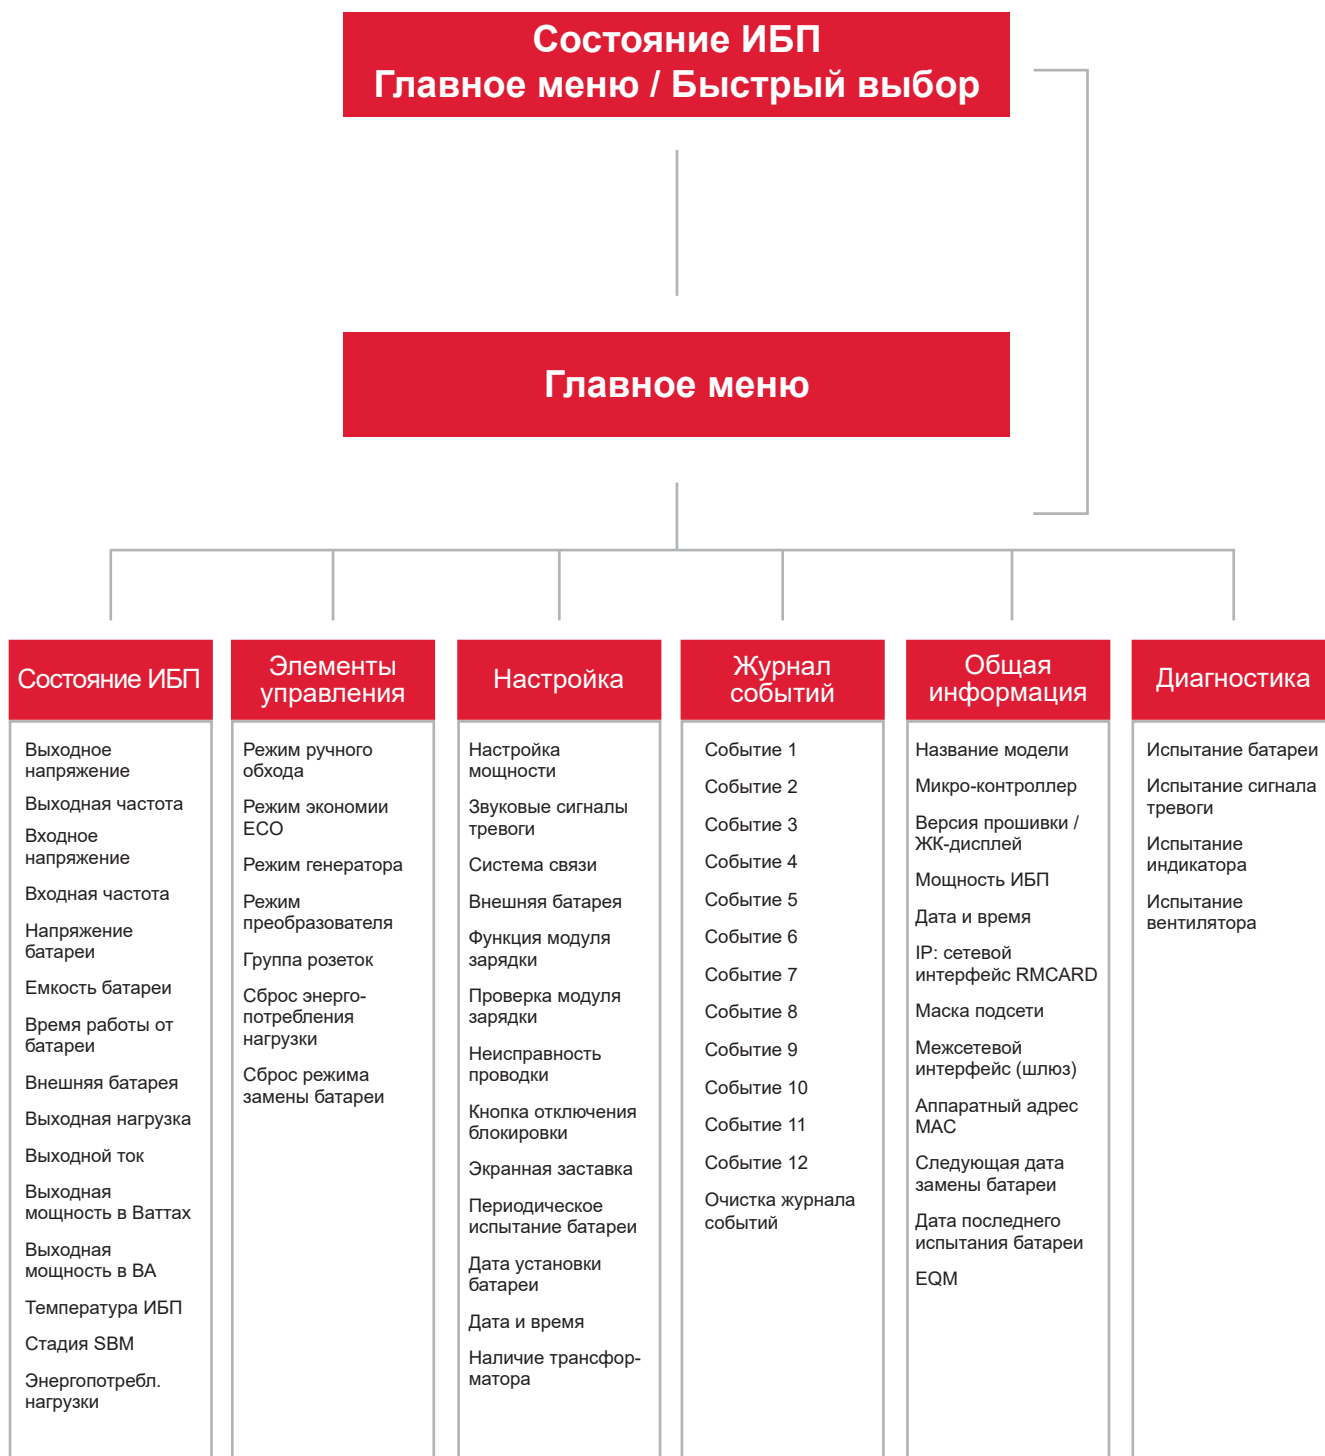 Состояние ИБП
Главное меню / Быстрый выбор
Главное меню
Состояние ИБП
Выходное
напряжение
Выходная частота
Входное
напряжение
Входная частота
Напряжение
батареи
Емкость батареи
Время работы от
батареи
Внешняя батарея
Выходная нагрузка
Выходной ток
Выходная
мощность в Ваттах
Выходная
мощность в ВА
Температура ИБП
Стадия SBM
Энергопотребл.
нагрузки
Элементы
управления
Режим ручного
обхода
Режим экономии
ECO
Режим генератора
Режим
преобразователя
Группа розеток
Сброс энерго-
потребления
нагрузки
Сброс режима
замены батареи
Настройка
Настройка
мощности
Звуковые сигналы
тревоги
Система связи
Внешняя батарея
Функция модуля
зарядки
Проверка модуля
зарядки
Неисправность
проводки
Кнопка отключения
блокировки
Экранная заставка
Периодическое
испытание батареи
Дата установки
батареи
Дата и время
Наличие трансфор-
матора
Журнал
событий
Событие 1
Событие 2
Событие 3
Событие 4
Событие 5
Событие 6
Событие 7
Событие 8
Событие 9
Событие 10
Событие 11
Событие 12
Очистка журнала
событий
Общая
информация
Название модели
Микро-контроллер
Версия прошивки /
ЖК-дисплей
Мощность ИБП
Дата и время
IP: сетевой
интерфейс RMCARD
Маска подсети
Межсетевой
интерфейс (шлюз)
Аппаратный адрес
MAC
Следующая дата
замены батареи
Дата последнего
испытания батареи
EQM
Диагностика
Испытание батареи
Испытание сигнала
тревоги
Испытание
индикатора
Испытание
вентилятора